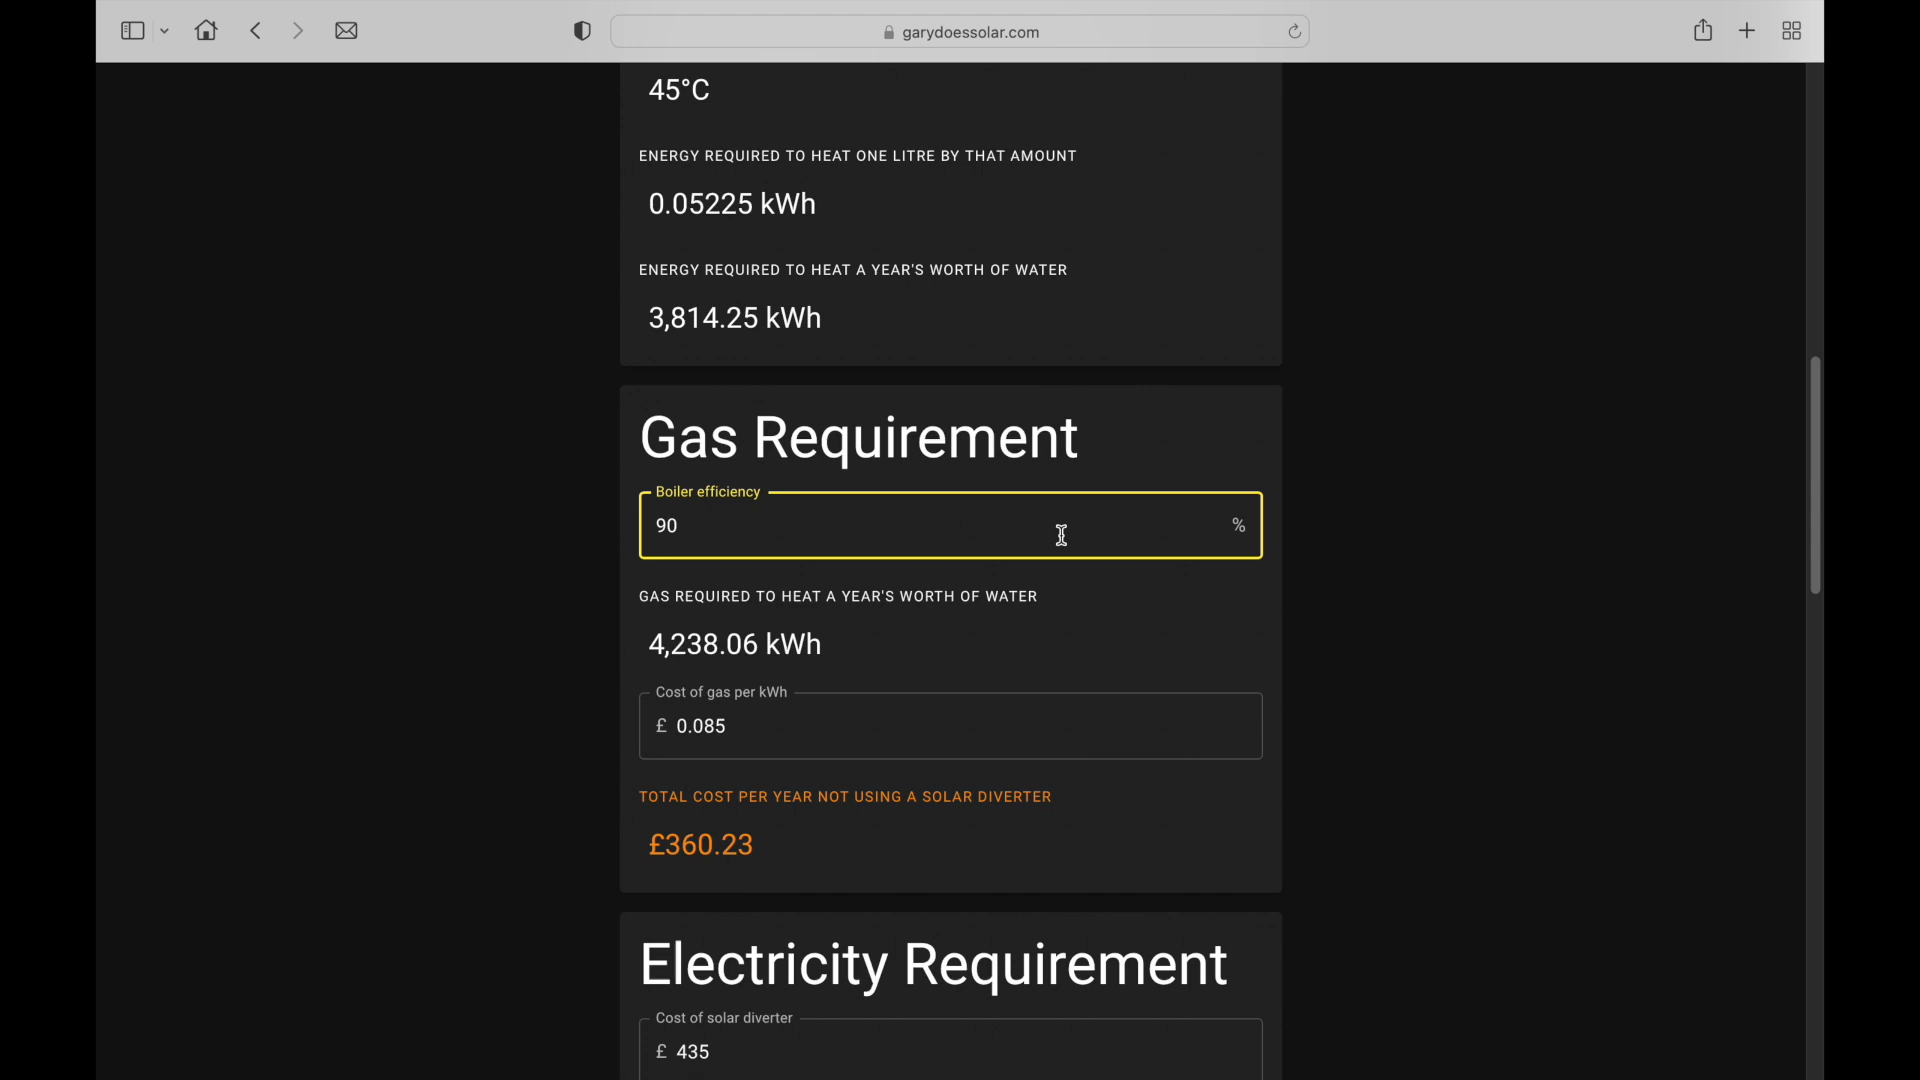 garydoessolar.com
45°C
ENERGY REQUIRED TO HEAT ONE LITRE BY THAT AMOUNT
0.05225 kWh
ENERGY REQUIRED TO HEAT A YEAR'S WORTH OF WATER
3,814.25 kWh
Gas Requirement
Boiler efficiency
90 %
GAS REQUIRED TO HEAT A YEAR'S WORTH OF WATER
4,238.06 kWh
Cost of gas per kWh
£ 0.085
TOTAL COST PER YEAR NOT USING A SOLAR DIVERTER
£360.23
Electricity Requirement
Cost of solar diverter
£ 435